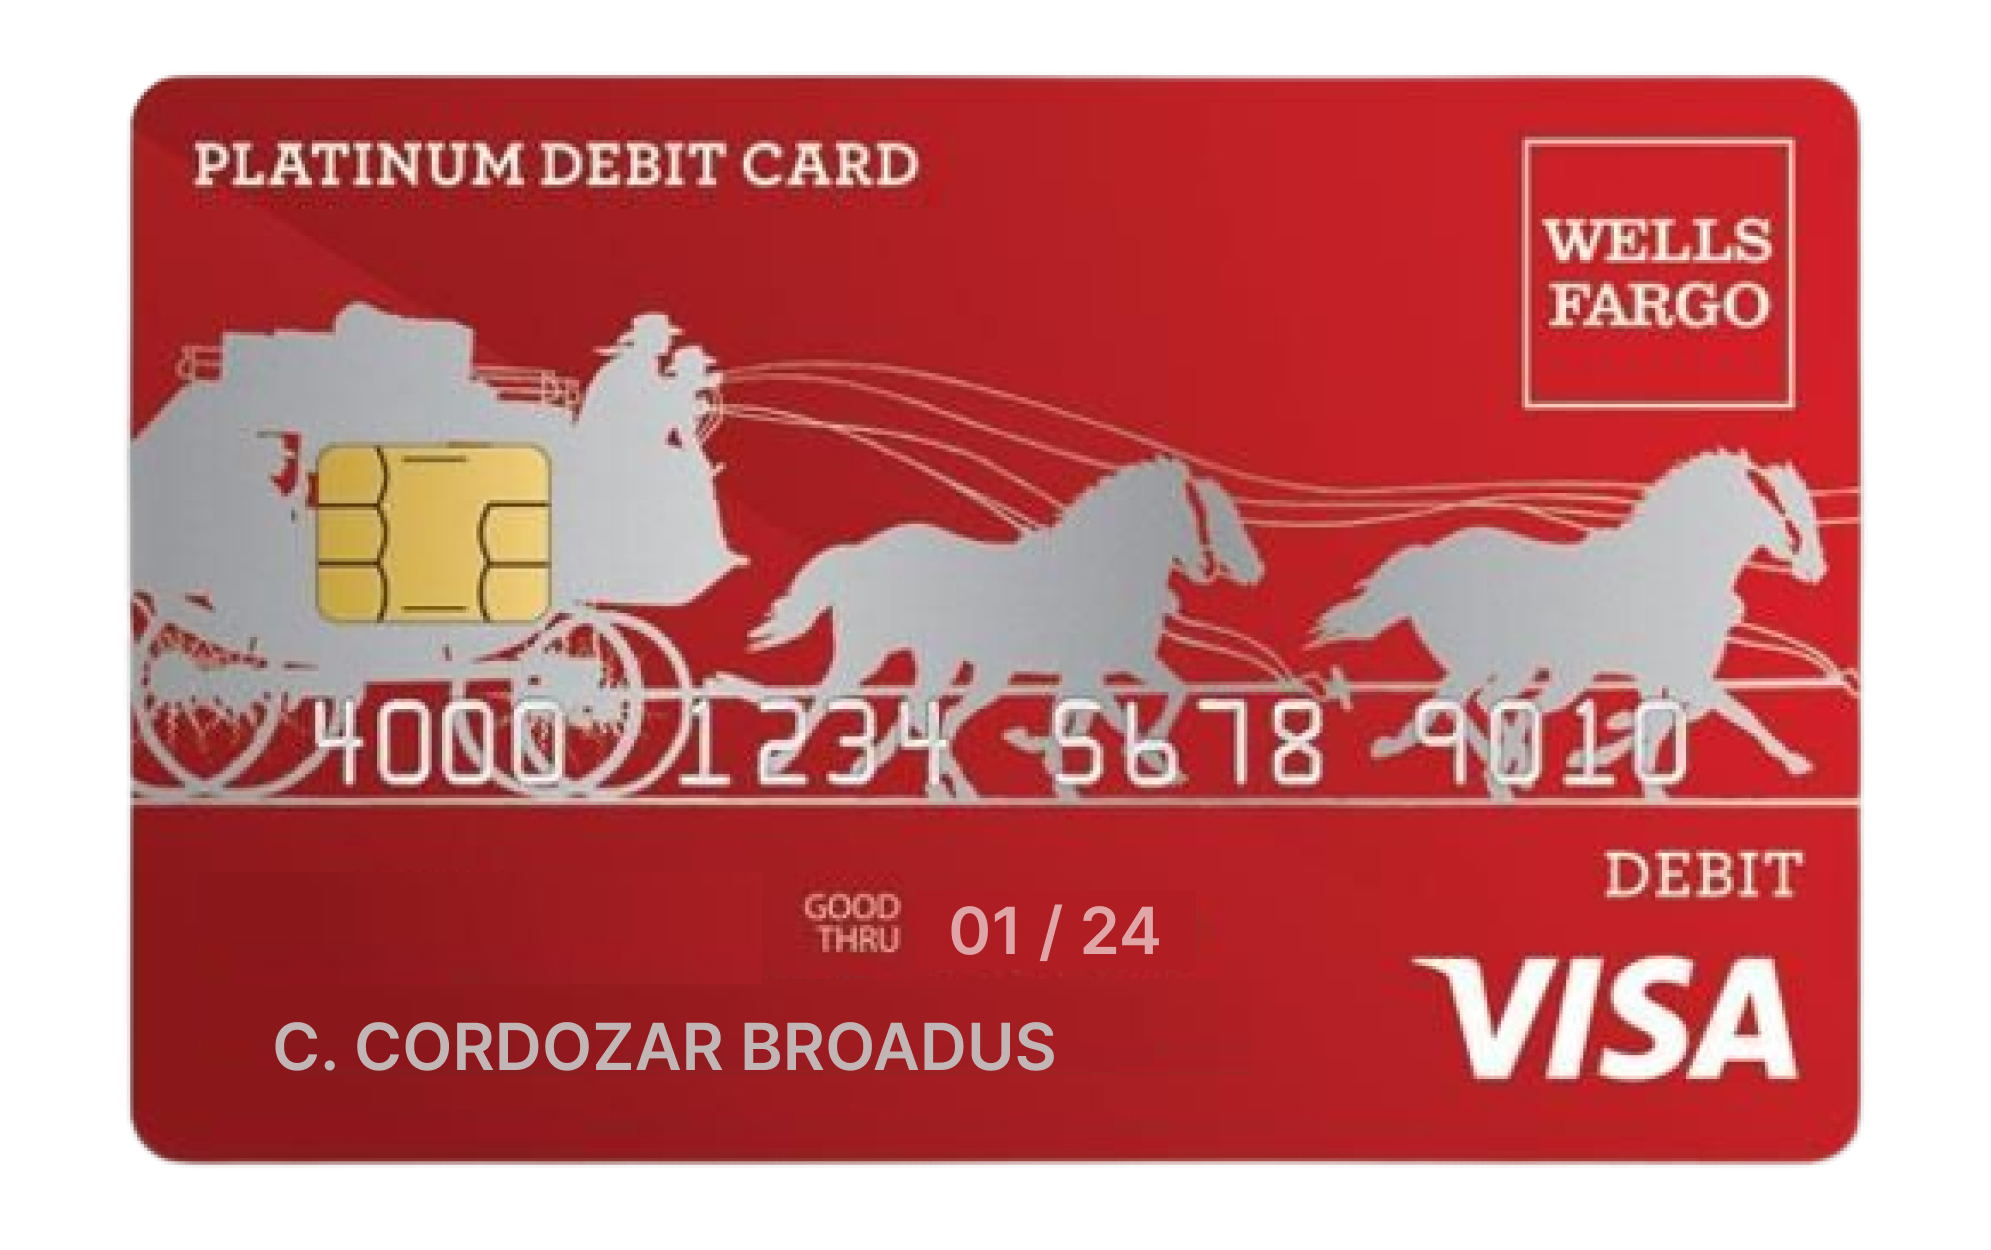 PLATINUM DEBIT CARD
WELLS
FARGO
4000 1234 5678 9010
DEBIT
GOOD
THRU
01 / 24
VISA
C. CORDOZAR BROADUS